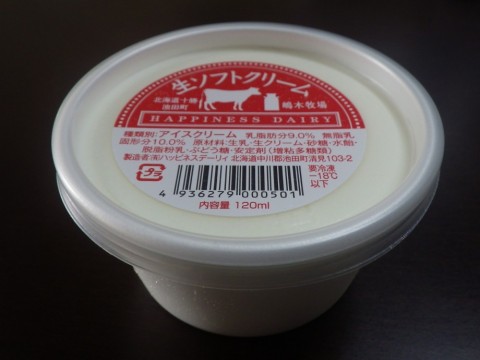 生ソフトクリーム
北海道十勝
池田町
嶋木牧場
HAPPINESS DAIRY
種類別:アイスクリーム 乳脂肪分9.0% 無脂乳
固形分10.0% 原材料:生乳・生クリーム・砂糖・水飴・
脱脂粉乳・ぶどう糖・安定剤(増粘多糖類)
製造者:㈲ハッピネスデーリィ 北海道中川郡池田町清見103-2
プラ
要冷凍
-18℃
以下
4 936279 000501
内容量 120ml